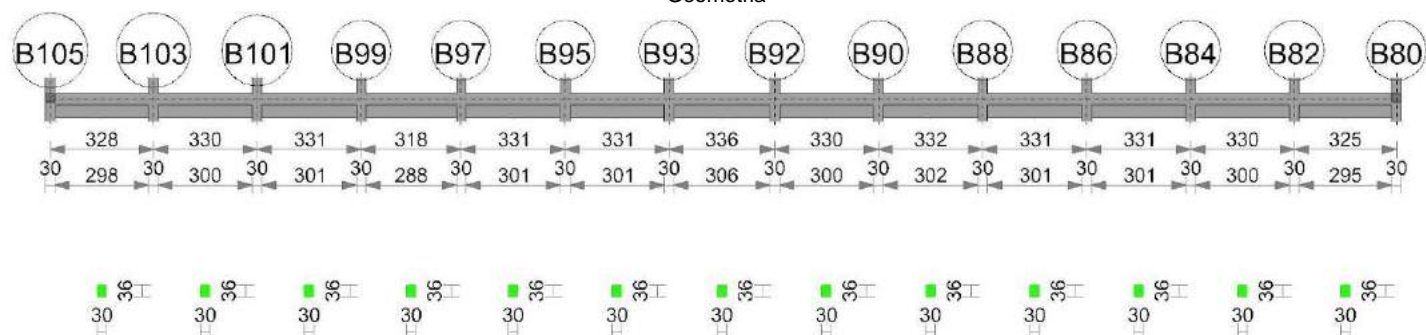 Geometria
B105 B103 B101 B99 B97 B95 B93 B92 B90 B88 B86 B84 B82 B80
328 330 331 318 331 331 336 330 332 331 331 330 325
30 30 30 30 30 30 30 30 30 30 30 30 30 30
298 300 301 288 301 301 306 300 302 301 301 300 295
36 36 36 36 36 36 36 36 36 36 36 36 36
30 30 30 30 30 30 30 30 30 30 30 30 30